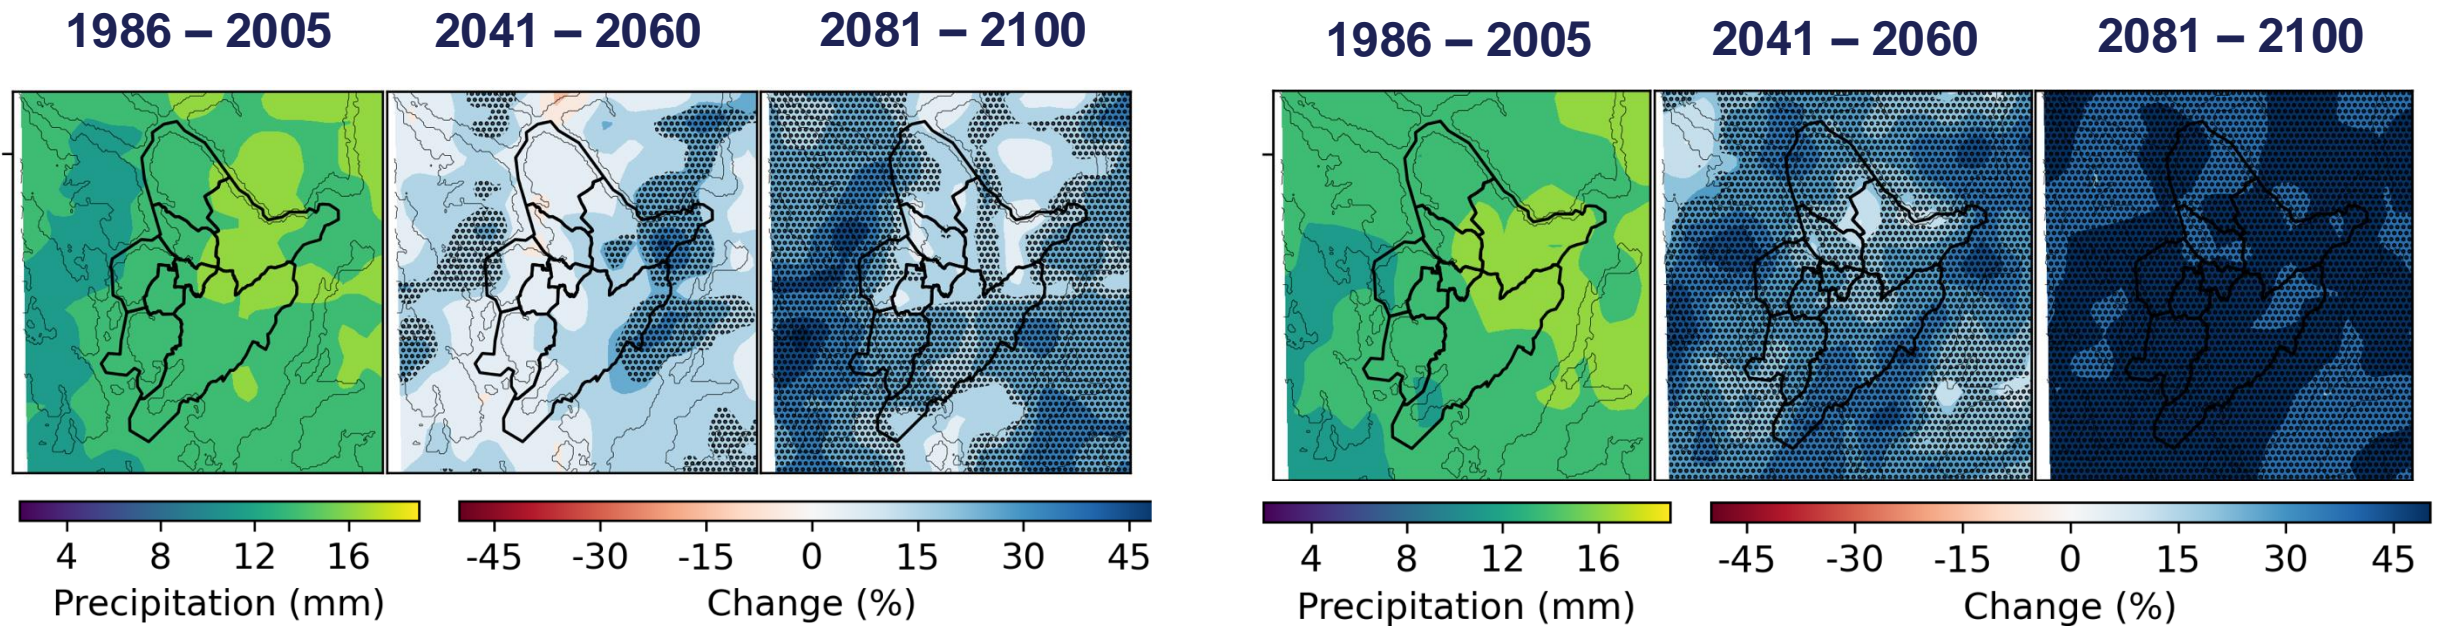 1986 – 2005
2041 – 2060
2081 – 2100
4 8 12 16
Precipitation (mm)
-45 -30 -15 0 15 30 45
Change (%)
1986 – 2005
2041 – 2060
2081 – 2100
4 8 12 16
Precipitation (mm)
-45 -30 -15 0 15 30 45
Change (%)